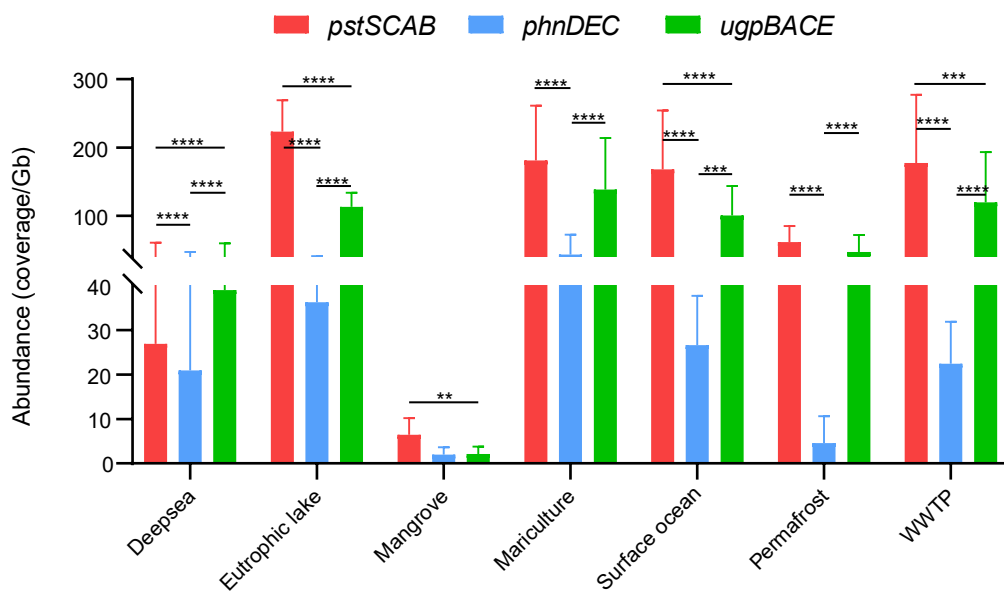 pstSCAB phnDEC ugpBACE
Abundance (coverage/Gb)
300
200
100
40
30
20
10
0
**** **** ****
**** **** ****
**
**** ****
**** **** ***
**** ****
*** **** ****
Deepsea
Eutrophic lake
Mangrove
Mariculture
Surface ocean
Permafrost
WWTP